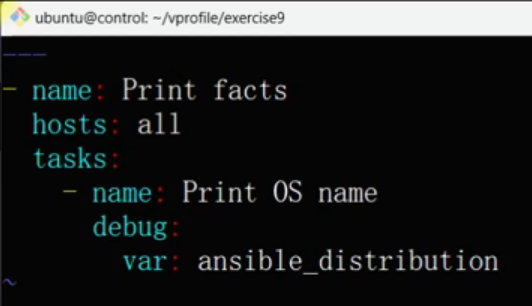 ubuntu@control: ~/vprofile/exercise9
---
- name: Print facts
  hosts: all
  tasks:
    - name: Print OS name
      debug:
        var: ansible_distribution
~